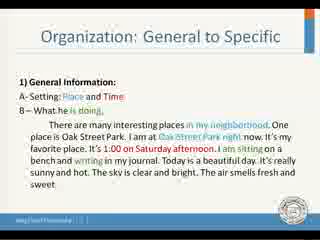 Organization: General to Specific
1) General Information:
A- Setting: Place and Time
B – What he is doing.
There are many interesting places in my neighborhood. One
place is Oak Street Park. I am at Oak Street Park right now. It's my
favorite place. It's 1:00 on Saturday afternoon. I am sitting on a
bench and writing in my journal. Today is a beautiful day. It's really
sunny and hot. The sky is clear and bright. The air smells fresh and
sweet.